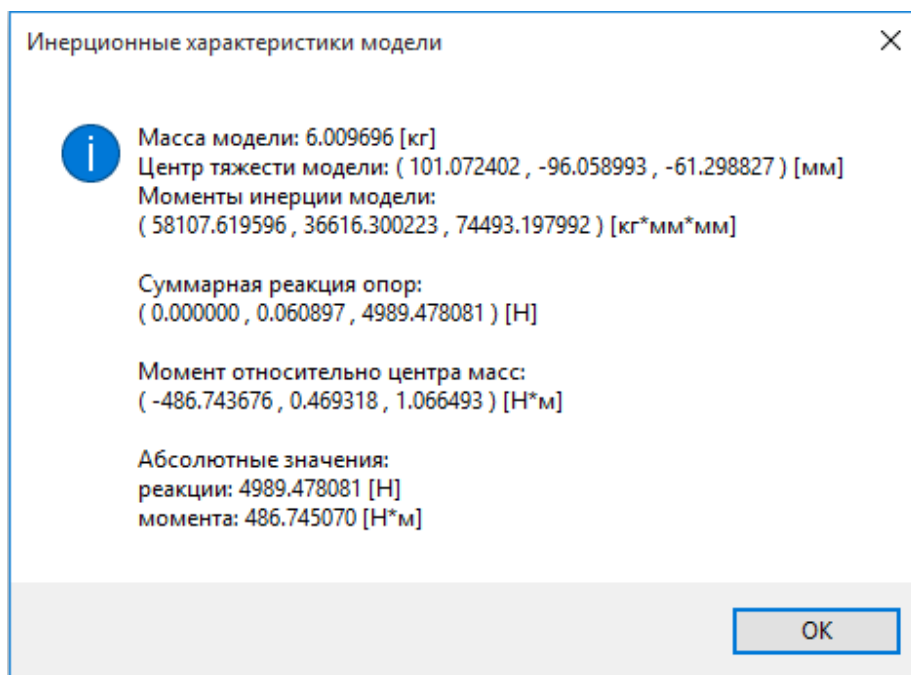 Инерционные характеристики модели
Масса модели: 6.009696 [кг]
Центр тяжести модели: ( 101.072402 , -96.058993 , -61.298827 ) [мм]
Моменты инерции модели:
( 58107.619596 , 36616.300223 , 74493.197992 ) [кг*мм*мм]
Суммарная реакция опор:
( 0.000000 , 0.060897 , 4989.478081 ) [Н]
Момент относительно центра масс:
( -486.743676 , 0.469318 , 1.066493 ) [Н*м]
Абсолютные значения:
реакции: 4989.478081 [Н]
момента: 486.745070 [Н*м]
ОК